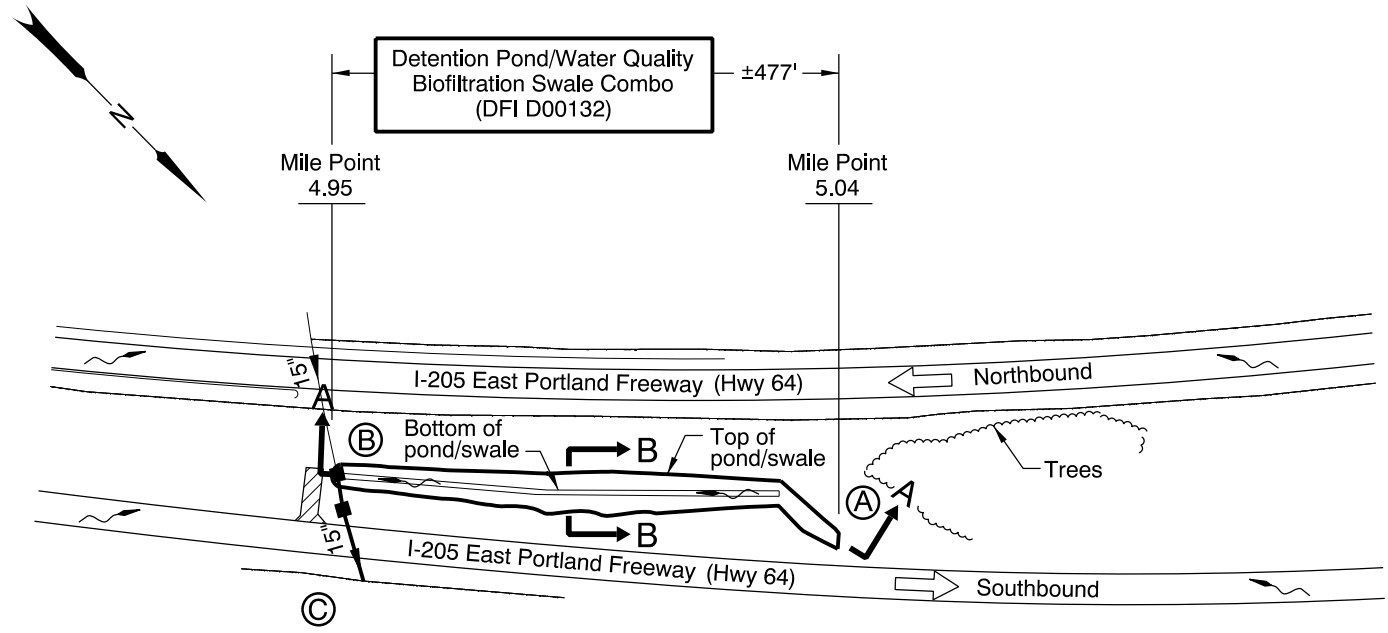 Detention Pond/Water Quality
Biofiltration Swale Combo
(DFI D00132)
±477'
N
Mile Point
4.95
Mile Point
5.04
15"
I-205 East Portland Freeway (Hwy 64)
Northbound
A
B
Bottom of
pond/swale
B
Top of
pond/swale
Trees
A
A
15"
B
I-205 East Portland Freeway (Hwy 64)
Southbound
C